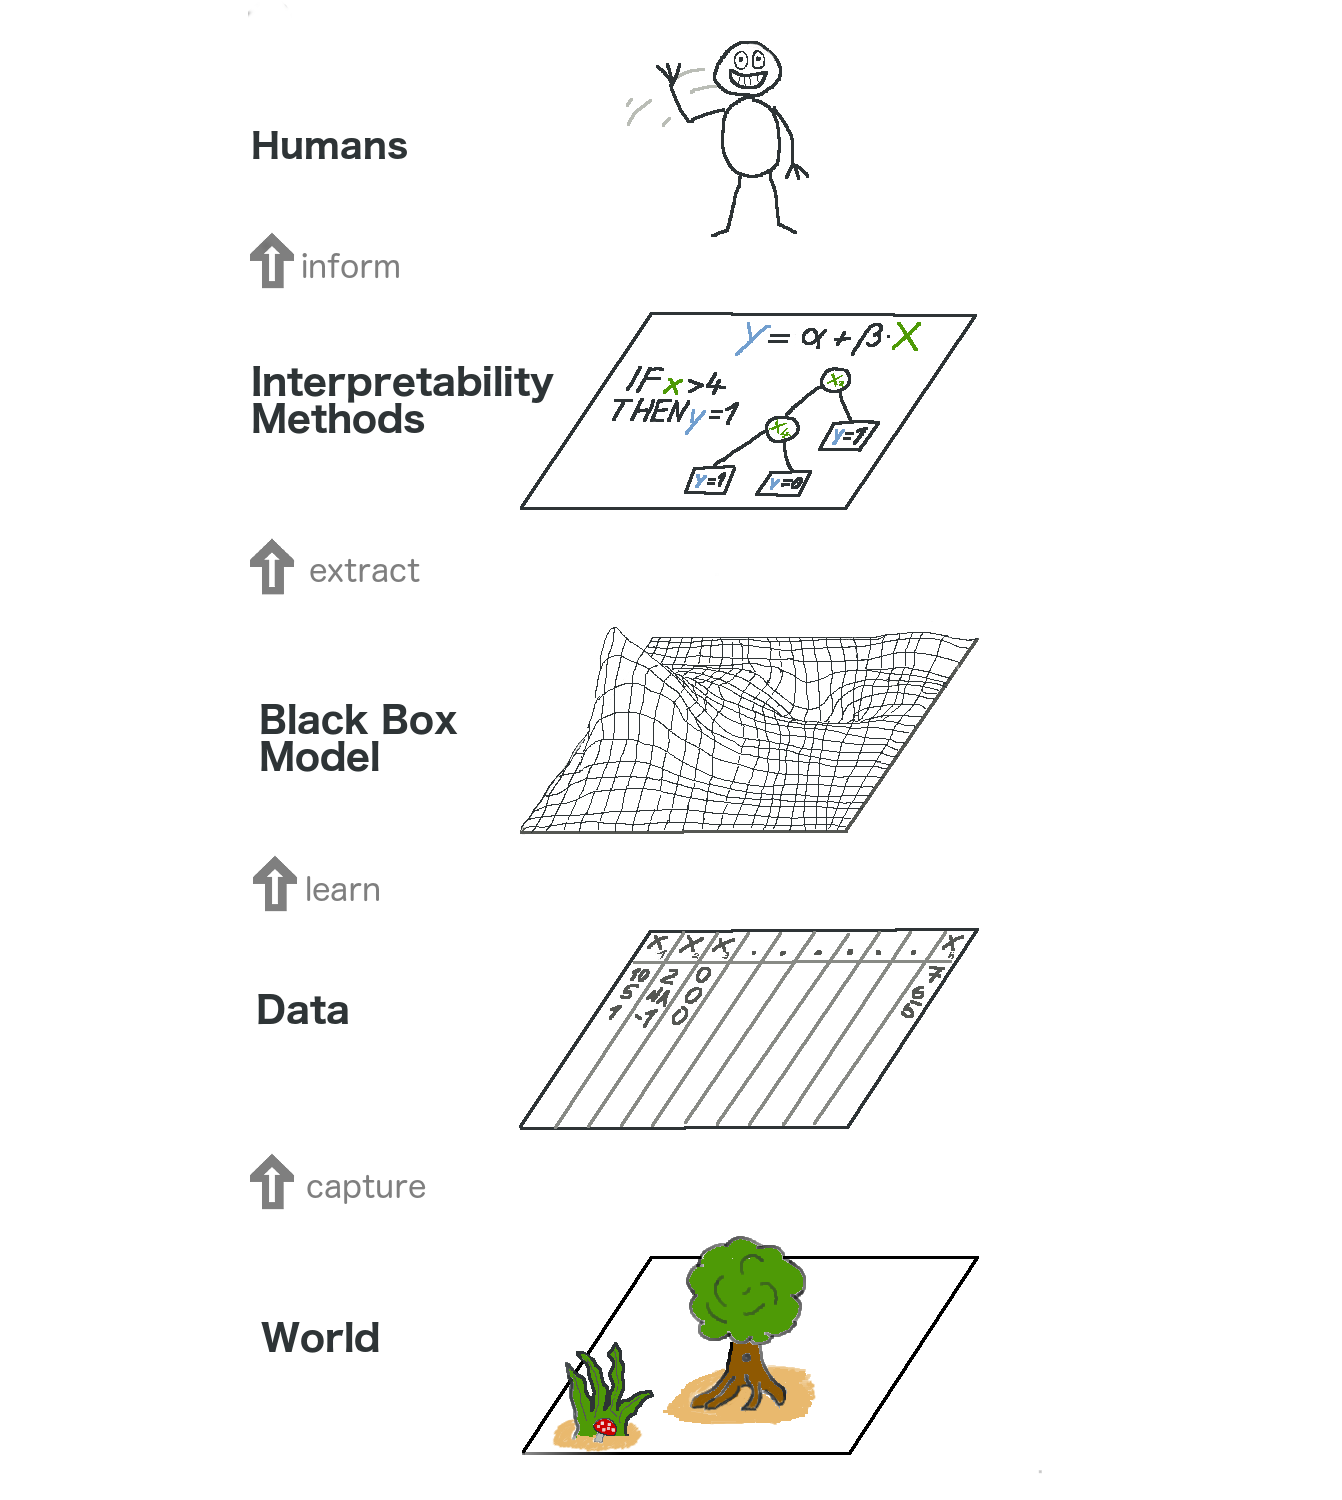 Humans
inform
Interpretability
Methods
y = α + β · X
IF x > 4
THEN y = 1
y=1
y=1
y=0
extract
Black Box
Model
learn
Data
X1 X2 X3 . . . . . . X
10 2 0 7
5 NA 0 6
1 -1 0 5
capture
World